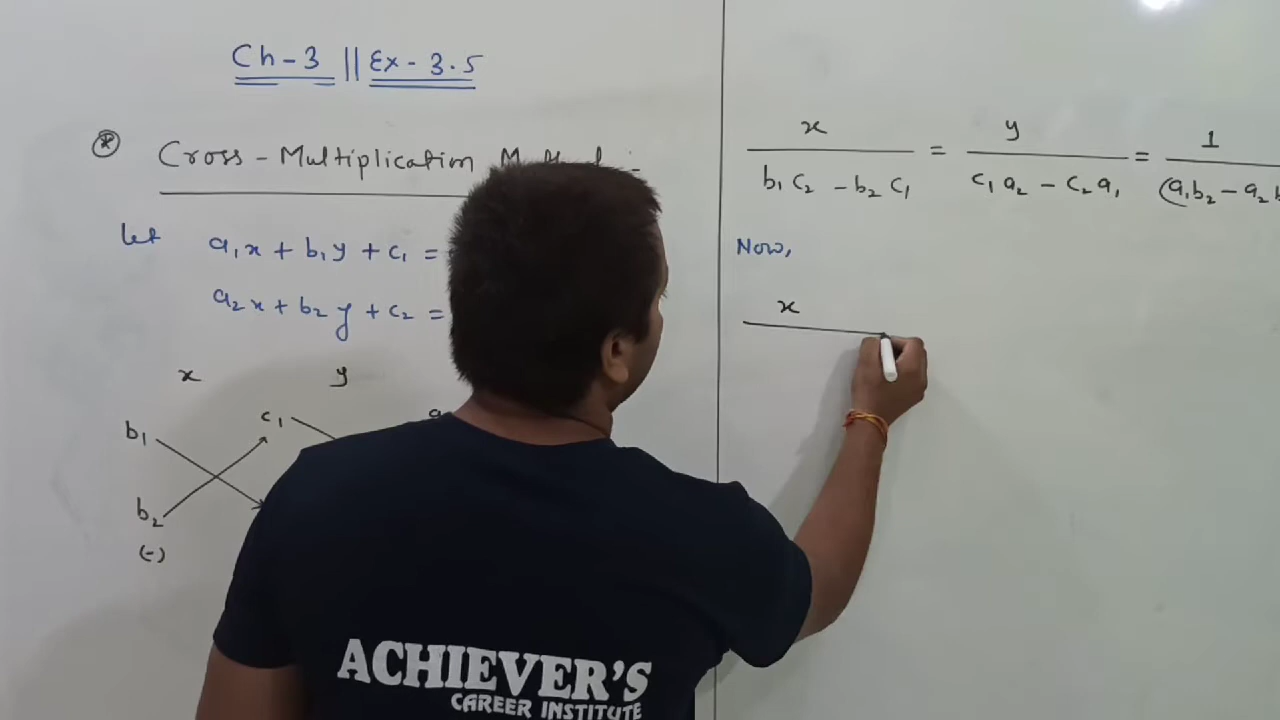 Ch-3 || Ex-3.5
* Cross-Multiplication
let a₁x + b₁y + c₁ =
a₂x + b₂y + c₂ =
x y
b₁ c₁
b₂
(-)
x y 1
= =
b₁c₂ - b₂c₁ c₁a₂ - c₂a₁ (a₁b₂ - a₂b
Now,
x
ACHIEVER'S
CAREER INSTITUTE